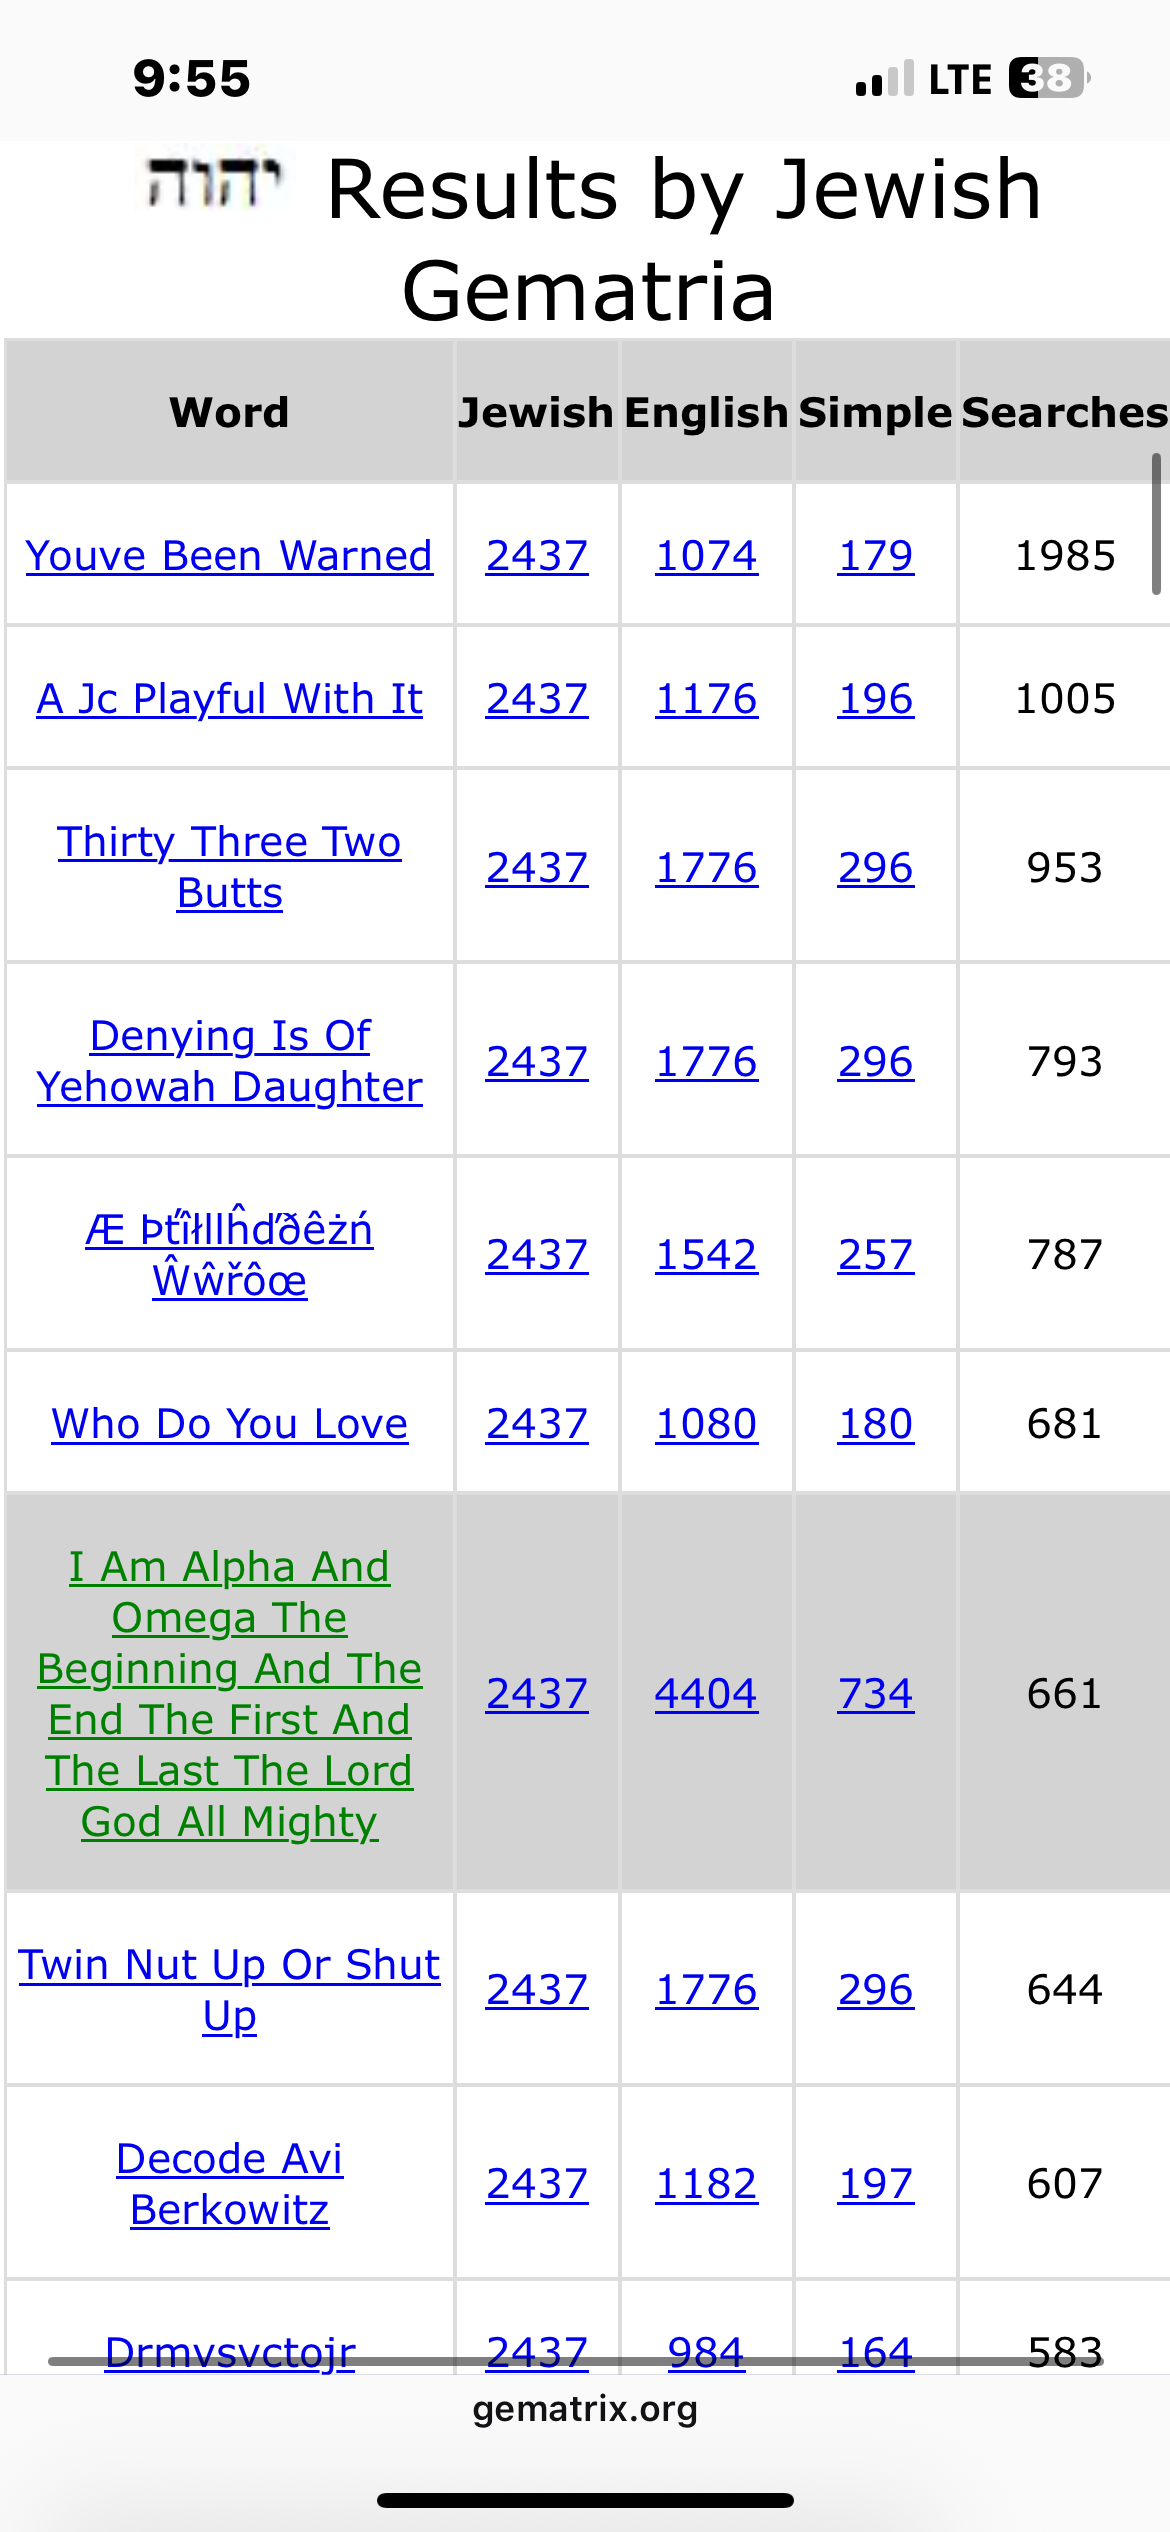 9:55 LTE 38
יהוה Results by Jewish
Gematria
Word Jewish English Simple Searches
Youve Been Warned 2437 1074 179 1985
A Jc Playful With It 2437 1176 196 1005
Thirty Three Two
Butts 2437 1776 296 953
Denying Is Of
Yehowah Daughter 2437 1776 296 793
Æ Þťîłllĥďðêżń
Ŵŵřôœ 2437 1542 257 787
Who Do You Love 2437 1080 180 681
I Am Alpha And
Omega The
Beginning And The
End The First And
The Last The Lord
God All Mighty 2437 4404 734 661
Twin Nut Up Or Shut
Up 2437 1776 296 644
Decode Avi
Berkowitz 2437 1182 197 607
Drmvsvctojr 2437 984 164 583
gematrix.org